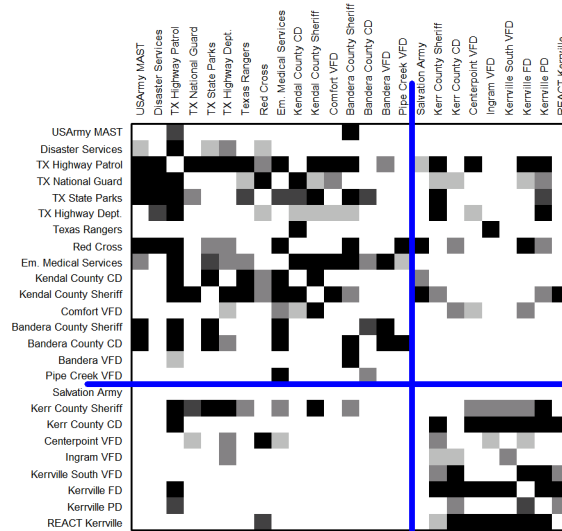 USArmy MAST
Disaster Services
TX Highway Patrol
TX National Guard
TX State Parks
TX Highway Dept.
Texas Rangers
Red Cross
Em. Medical Services
Kendal County CD
Kendal County Sheriff
Comfort VFD
Bandera County Sheriff
Bandera County CD
Bandera VFD
Pipe Creek VFD
Salvation Army
Kerr County Sheriff
Kerr County CD
Centerpoint VFD
Ingram VFD
Kerrville South VFD
Kerrville FD
Kerrville PD
REACT Kerrville
USArmy MAST
Disaster Services
TX Highway Patrol
TX National Guard
TX State Parks
TX Highway Dept.
Texas Rangers
Red Cross
Em. Medical Services
Kendal County CD
Kendal County Sheriff
Comfort VFD
Bandera County Sheriff
Bandera County CD
Bandera VFD
Pipe Creek VFD
Salvation Army
Kerr County Sheriff
Kerr County CD
Centerpoint VFD
Ingram VFD
Kerrville South VFD
Kerrville FD
Kerrville PD
REACT Kerrville